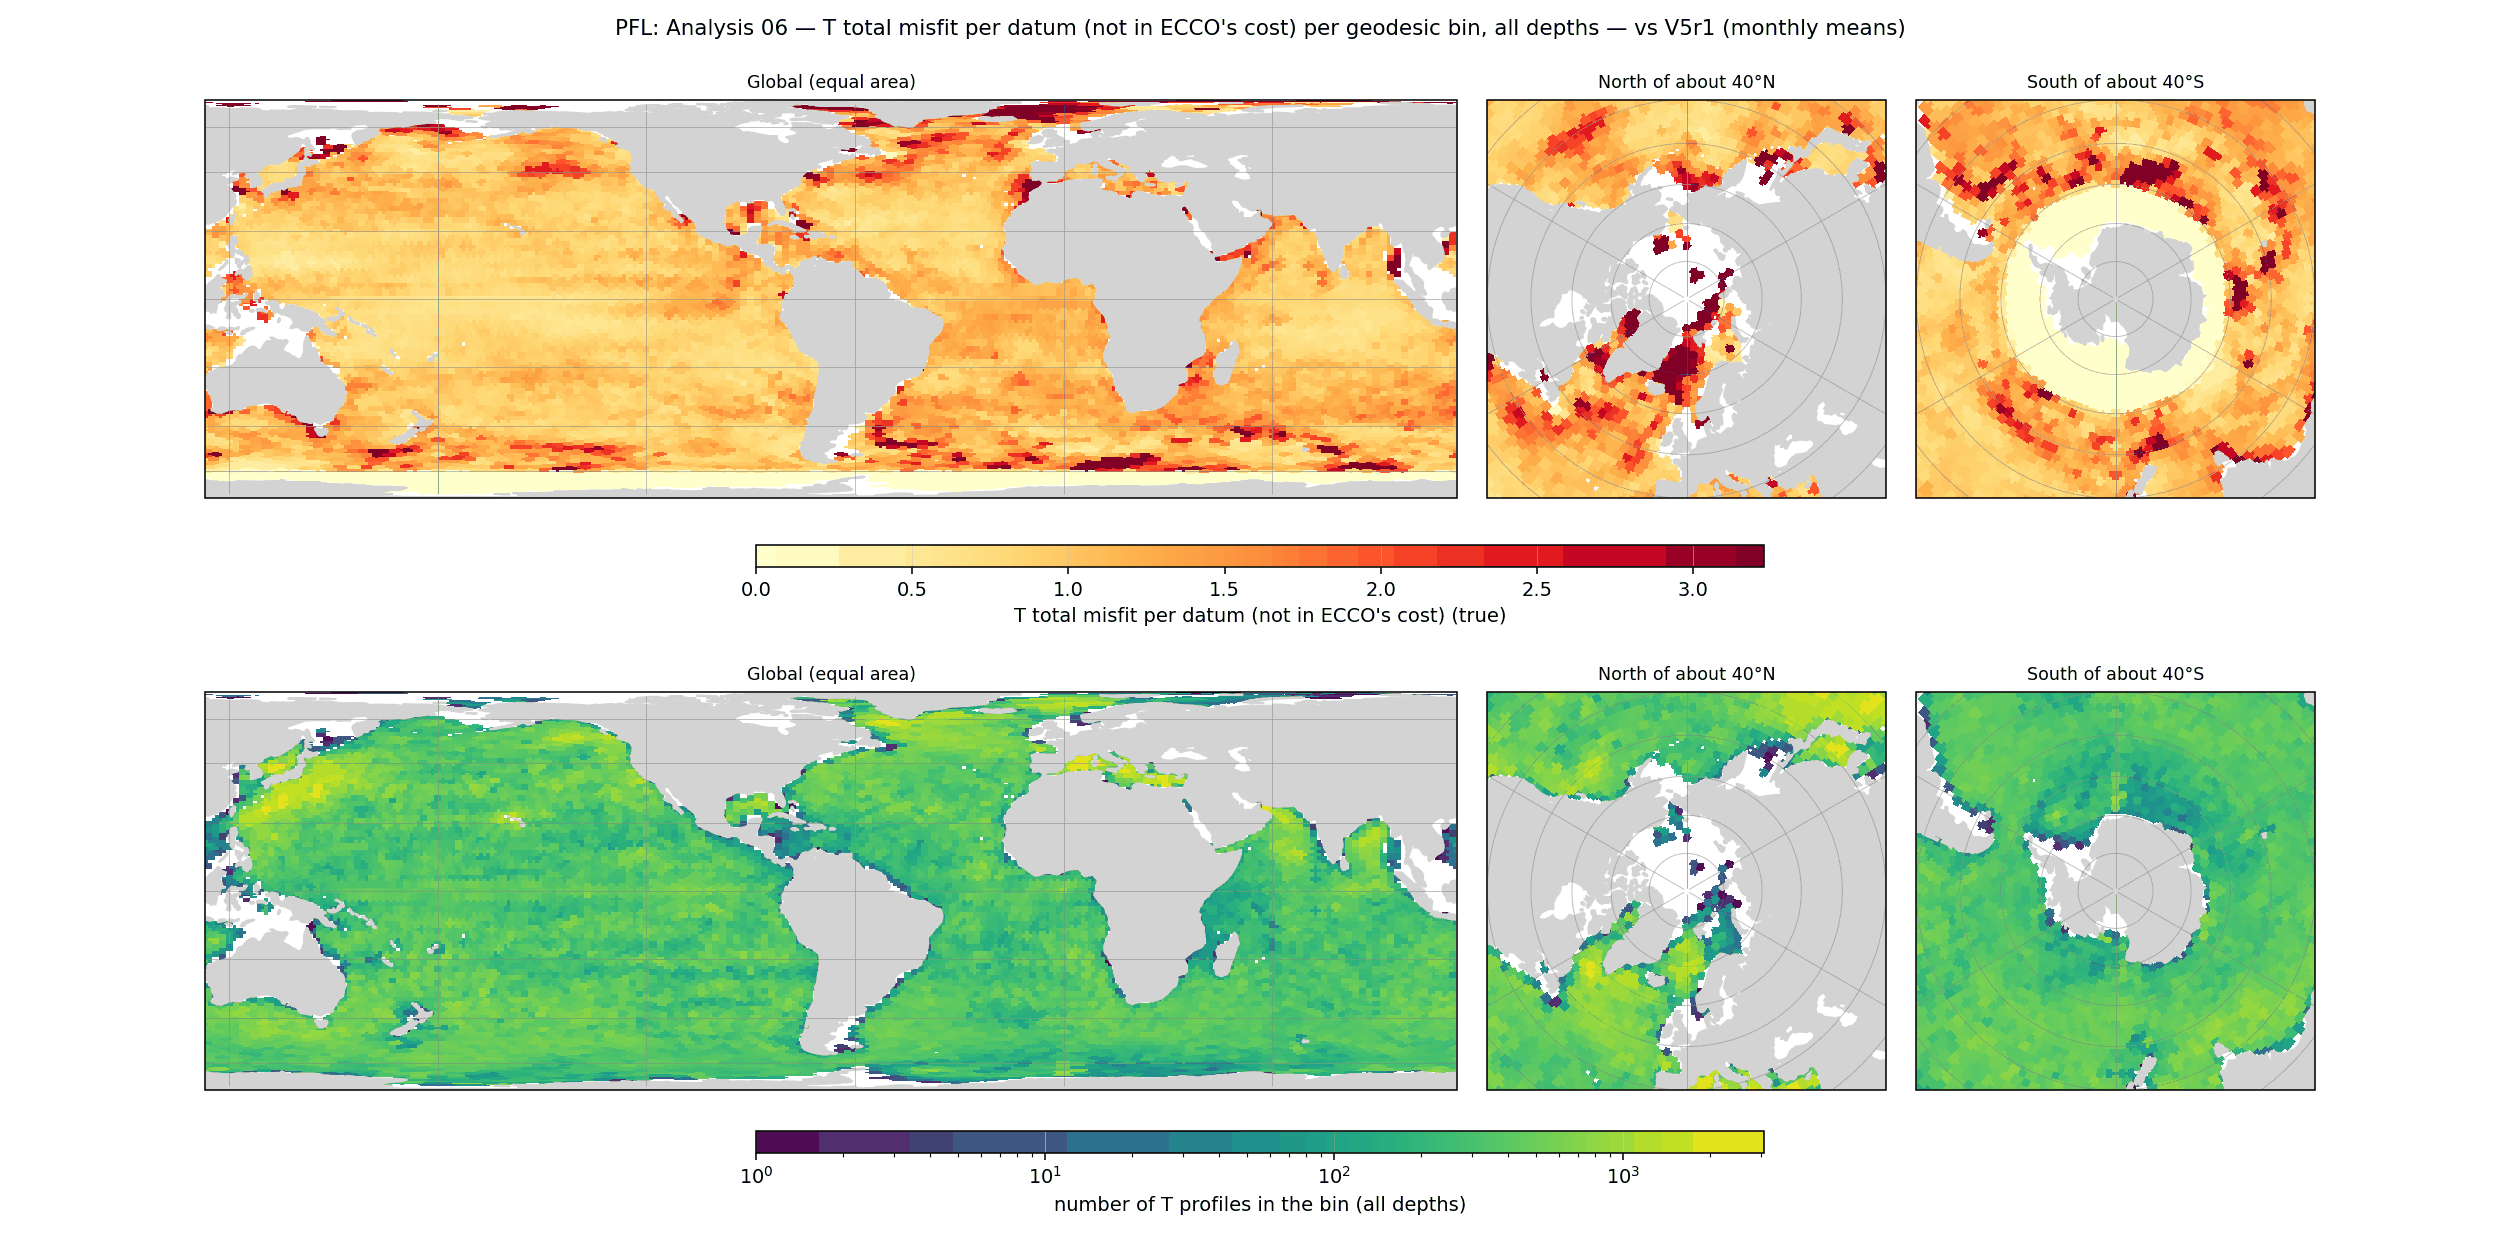 PFL: Analysis 06 — T total misfit per datum (not in ECCO's cost) per geodesic bin, all depths — vs V5r1 (monthly means)
Global (equal area)
North of about 40°N
South of about 40°S
0.0 0.5 1.0 1.5 2.0 2.5 3.0
T total misfit per datum (not in ECCO's cost) (true)
Global (equal area)
North of about 40°N
South of about 40°S
10⁰ 10¹ 10² 10³
number of T profiles in the bin (all depths)